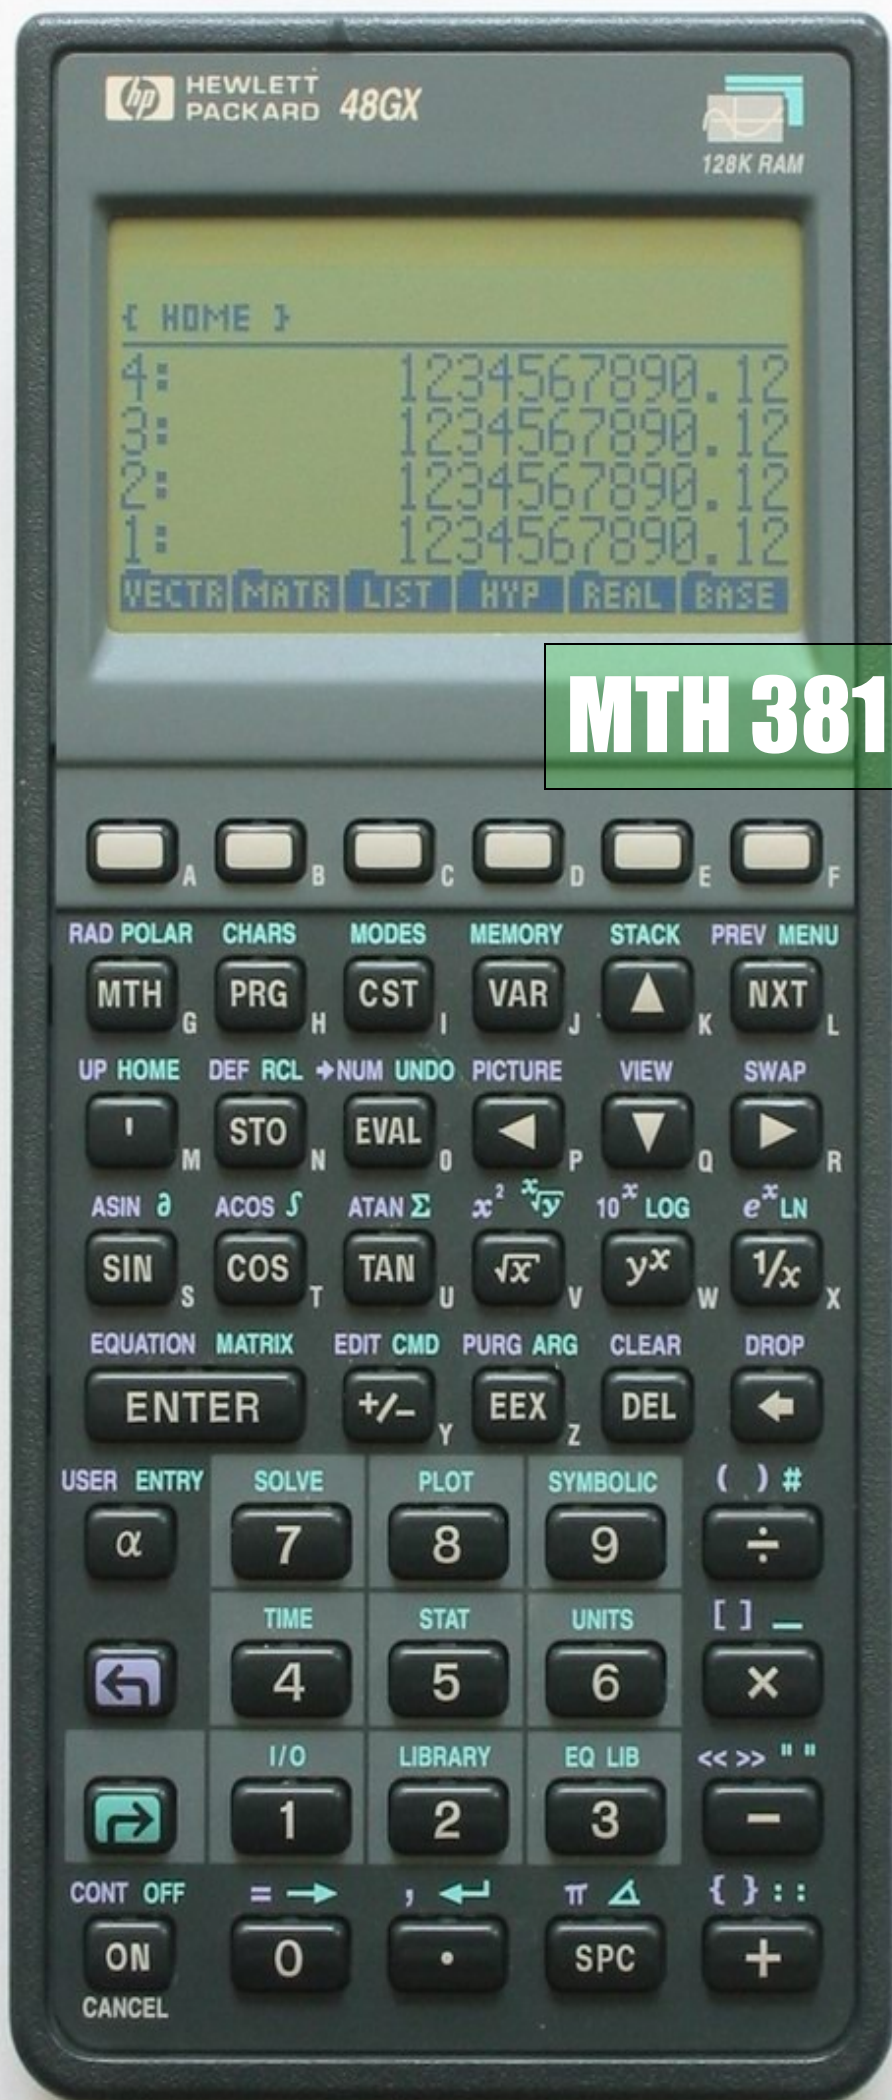 hp HEWLETT PACKARD 48GX
128K RAM
{ HOME }
4: 1234567890.12
3: 1234567890.12
2: 1234567890.12
1: 1234567890.12
VECTR MATR LIST HYP REAL BASE
MTH 381
A B C D E F
RAD POLAR CHARS MODES MEMORY STACK PREV MENU
MTH G PRG H CST I VAR J ▲ K NXT L
UP HOME DEF RCL →NUM UNDO PICTURE VIEW SWAP
' M STO N EVAL O ◀ P ▼ Q ▶ R
ASIN ∂ ACOS ∫ ATAN Σ x² ˣ√y 10ˣ LOG eˣ LN
SIN S COS T TAN U √x V yˣ W 1/x X
EQUATION MATRIX EDIT CMD PURG ARG CLEAR DROP
ENTER +/− Y EEX Z DEL ←
USER ENTRY SOLVE PLOT SYMBOLIC ( ) #
α 7 8 9 ÷
TIME STAT UNITS [ ] _
↰ 4 5 6 ×
I/O LIBRARY EQ LIB << >> " "
↱ 1 2 3 −
CONT OFF = → , ↵ π ∡ { } : :
ON 0 . SPC +
CANCEL